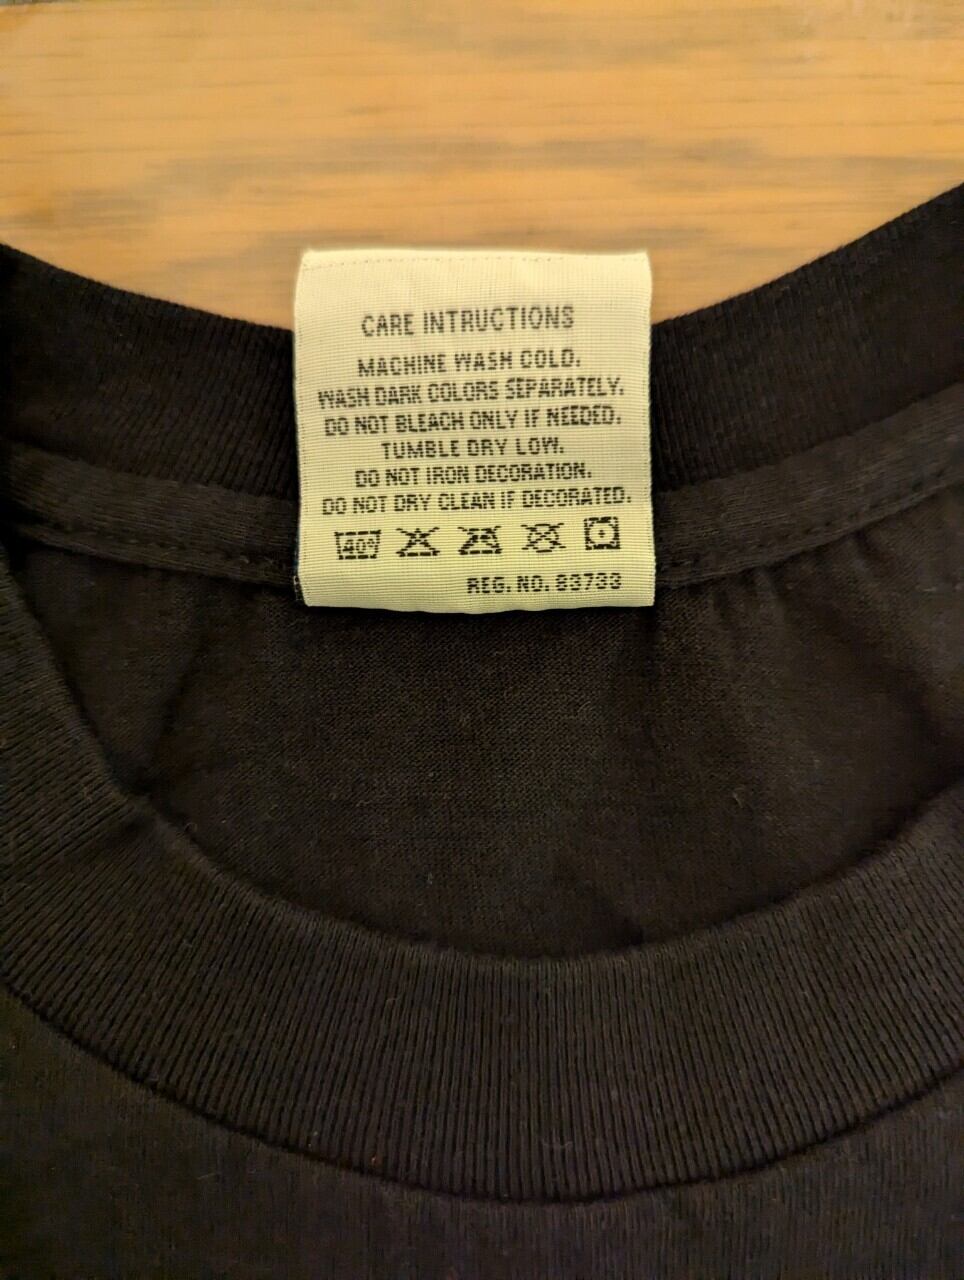 CARE INTRUCTIONS
MACHINE WASH COLD.
WASH DARK COLORS SEPARATELY.
DO NOT BLEACH ONLY IF NEEDED.
TUMBLE DRY LOW.
DO NOT IRON DECORATION.
DO NOT DRY CLEAN IF DECORATED.
40°
REG. NO. 83733